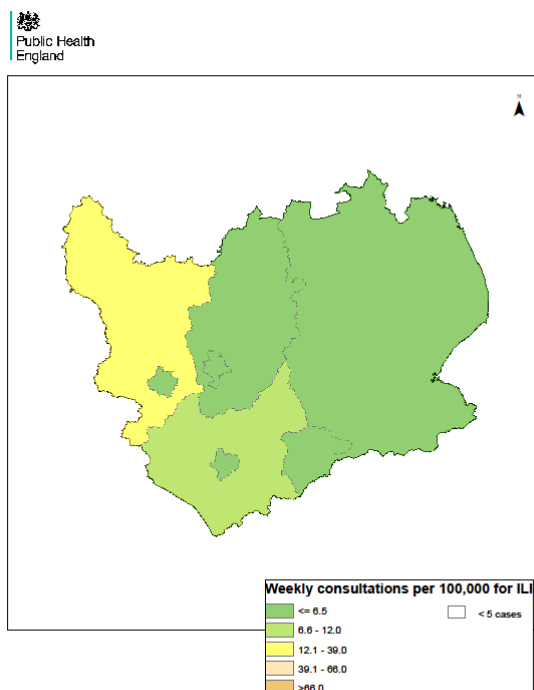 Public Health
England
N
Weekly consultations per 100,000 for ILI
<= 6.5
< 5 cases
6.6 - 12.0
12.1 - 39.0
39.1 - 66.0
>66.0